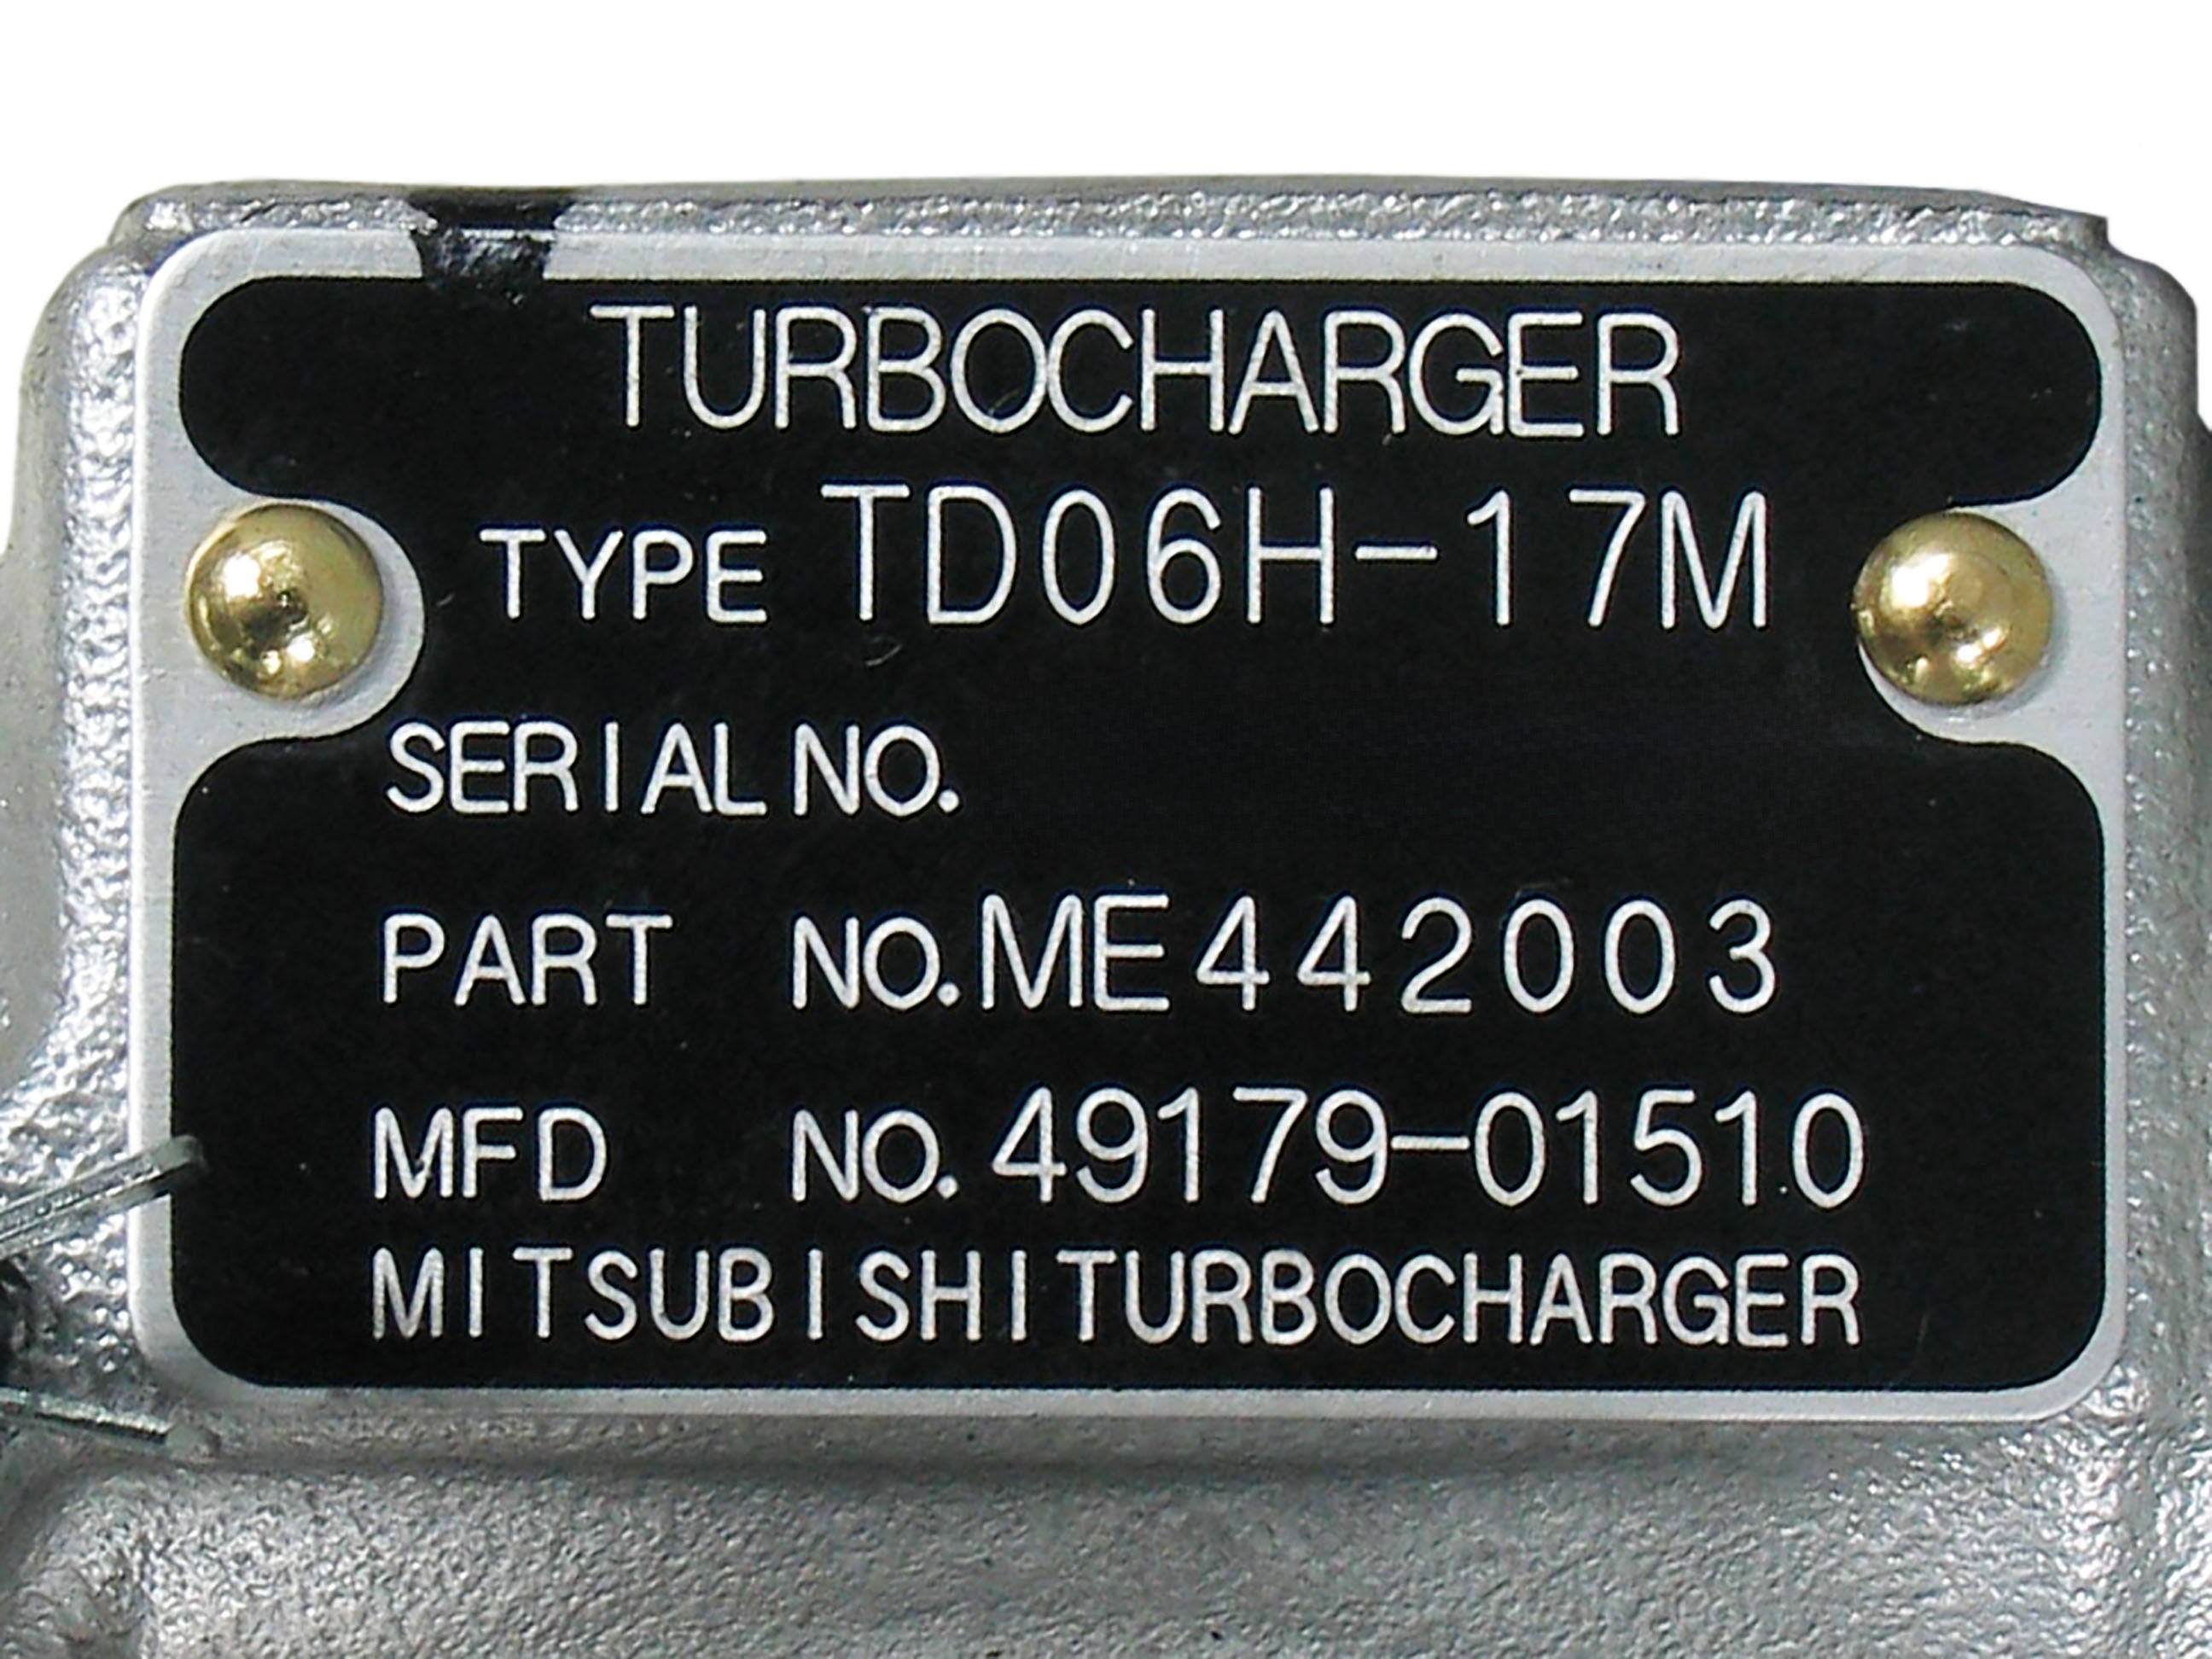 TURBOCHARGER
TYPE TD06H-17M
SERIAL NO.
PART NO. ME442003
MFD NO. 49179-01510
MITSUBISHI TURBOCHARGER